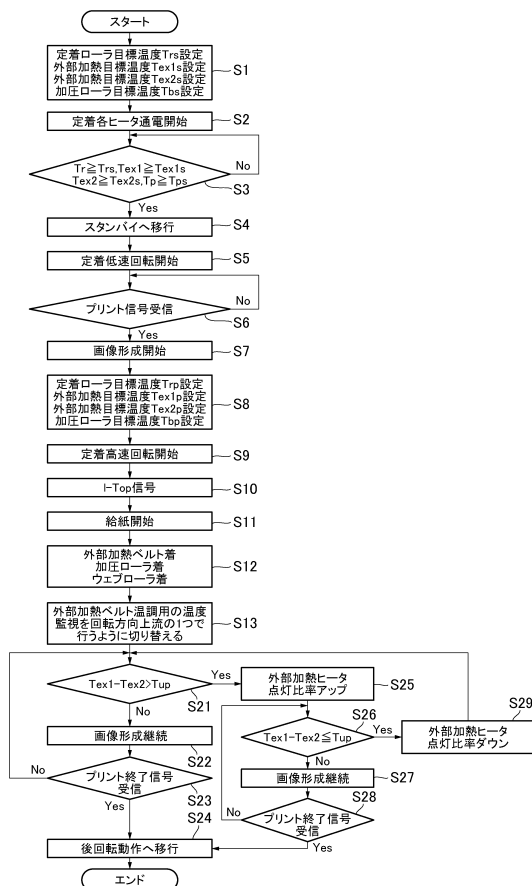 スタート
定着ローラ目標温度Trs設定
外部加熱目標温度Tex1s設定
外部加熱目標温度Tex2s設定
加圧ローラ目標温度Tbs設定
S1
定着各ヒータ通電開始
S2
Tr≧Trs,Tex1≧Tex1s
Tex2≧Tex2s,Tp≧Tps
No
S3
Yes
スタンバイへ移行
S4
定着低速回転開始
S5
プリント信号受信
No
S6
Yes
画像形成開始
S7
定着ローラ目標温度Trp設定
外部加熱目標温度Tex1p設定
外部加熱目標温度Tex2p設定
加圧ローラ目標温度Tbp設定
S8
定着高速回転開始
S9
I-Top信号
S10
給紙開始
S11
外部加熱ベルト着
加圧ローラ着
ウェブローラ着
S12
外部加熱ベルト温調用の温度
監視を回転方向上流の1つで
行うように切り替える
S13
Tex1-Tex2>Tup
Yes
S21
No
画像形成継続
S22
プリント終了信号
受信
No
S23
Yes
S24
後回転動作へ移行
エンド
外部加熱ヒータ
点灯比率アップ
S25
S26
Tex1-Tex2≦Tup
Yes
No
画像形成継続
S27
S28
プリント終了信号
受信
No
Yes
S29
外部加熱ヒータ
点灯比率ダウン